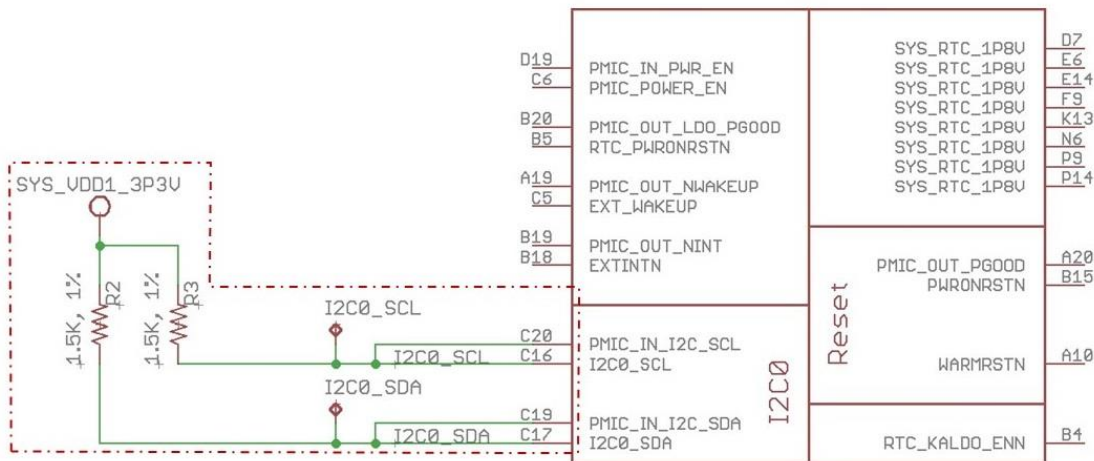 SYS_VDD1_3P3V
1.5K, 1%
R2
1.5K, 1%
R3
I2C0_SCL
I2C0_SCL
I2C0_SDA
I2C0_SDA
D19 PMIC_IN_PWR_EN
C6 PMIC_POWER_EN
B20 PMIC_OUT_LDO_PGOOD
B5 RTC_PWRONRSTN
A19 PMIC_OUT_NWAKEUP
C5 EXT_WAKEUP
B19 PMIC_OUT_NINT
B18 EXTINTN
C20 PMIC_IN_I2C_SCL
C16 I2C0_SCL
C19 PMIC_IN_I2C_SDA
C17 I2C0_SDA
I2C0
SYS_RTC_1P8V D7
SYS_RTC_1P8V E6
SYS_RTC_1P8V E14
SYS_RTC_1P8V F9
SYS_RTC_1P8V K13
SYS_RTC_1P8V N6
SYS_RTC_1P8V P9
SYS_RTC_1P8V P14
Reset
PMIC_OUT_PGOOD A20
PWRONRSTN B15
WARMRSTN A10
RTC_KALDO_ENN B4